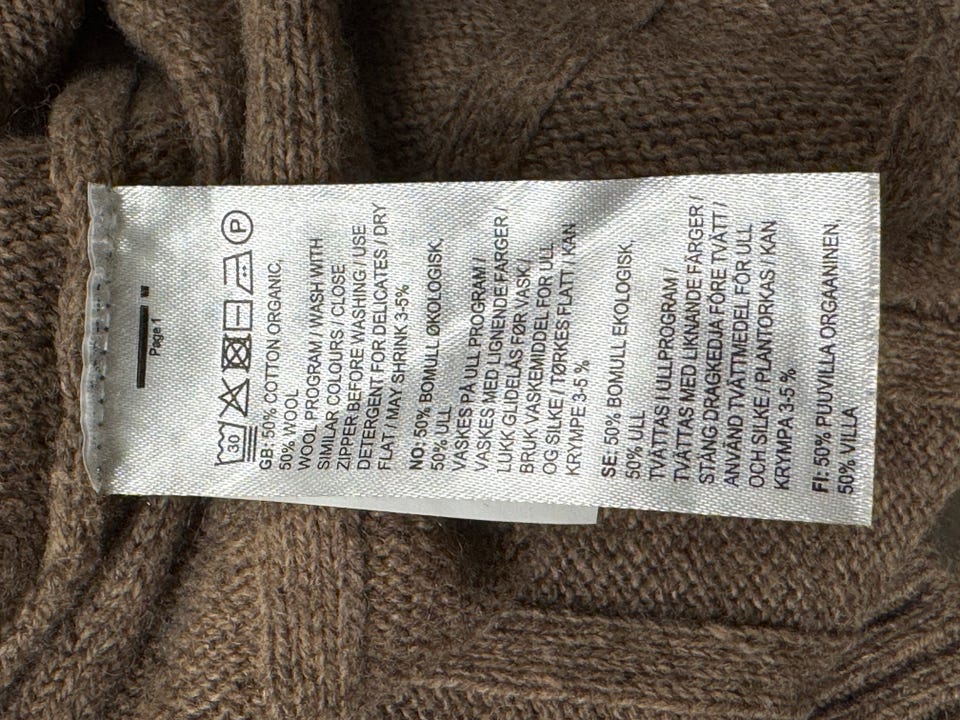 Page 1
30 P
GB: 50% COTTON ORGANIC,
50% WOOL
WOOL PROGRAM / WASH WITH
SIMILAR COLOURS / CLOSE
ZIPPER BEFORE WASHING / USE
DETERGENT FOR DELICATES / DRY
FLAT / MAY SHRINK 3-5%
NO: 50% BOMULL ØKOLOGISK,
50% ULL
VASKES PÅ ULL PROGRAM /
VASKES MED LIGNENDE FARGER /
LUKK GLIDELÅS FØR VASK /
BRUK VASKEMIDDEL FOR ULL
OG SILKE / TØRKES FLATT / KAN
KRYMPE 3-5 %
SE: 50% BOMULL EKOLOGISK,
50% ULL
TVÄTTAS I ULLPROGRAM /
TVÄTTAS MED LIKNANDE FÄRGER /
STÄNG DRAGKEDJA FÖRE TVÄTT /
ANVÄND TVÄTTMEDEL FÖR ULL
OCH SILKE / PLANTORKAS / KAN
KRYMPA 3-5 %
FI: 50% PUUVILLA ORGAANINEN,
50% VILLA